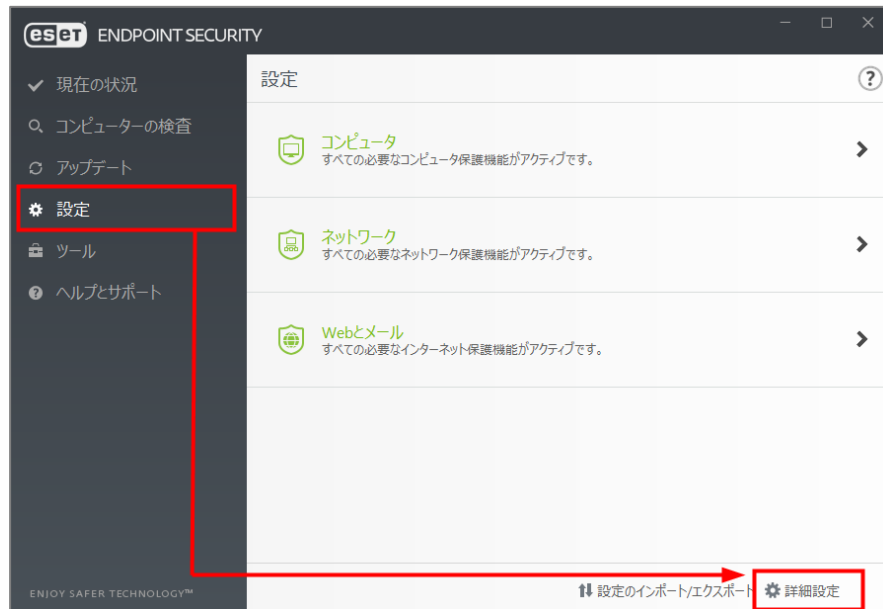 eset ENDPOINT SECURITY
現在の状況
コンピューターの検査
アップデート
設定
ツール
ヘルプとサポート
ENJOY SAFER TECHNOLOGY™
設定
?
コンピュータ
すべての必要なコンピュータ保護機能がアクティブです。
ネットワーク
すべての必要なネットワーク保護機能がアクティブです。
Webとメール
すべての必要なインターネット保護機能がアクティブです。
設定のインポート/エクスポート 詳細設定